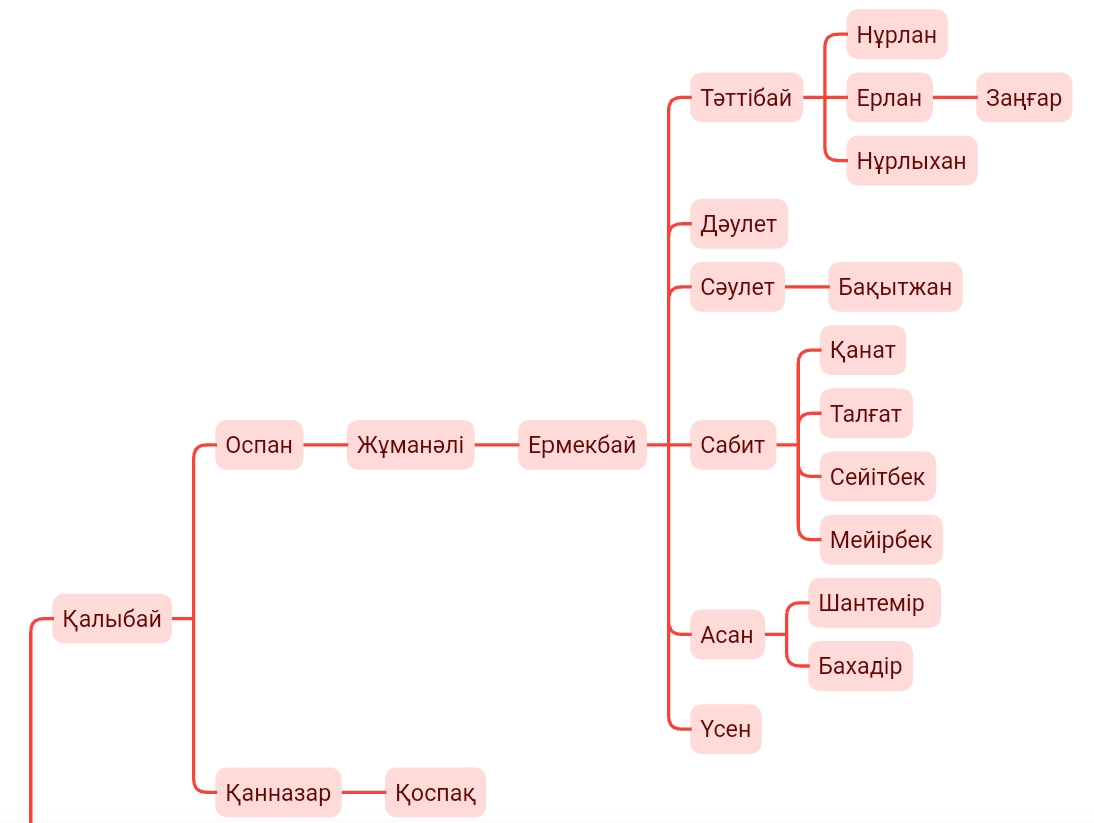 Нұрлан
Тәттібай
Ерлан
Заңғар
Нұрлыхан
Дәулет
Сәулет
Бақытжан
Қанат
Талғат
Оспан
Жұманәлі
Ермекбай
Сабит
Сейітбек
Мейірбек
Қалыбай
Шантемір
Асан
Бахадір
Үсен
Қанназар
Қоспақ